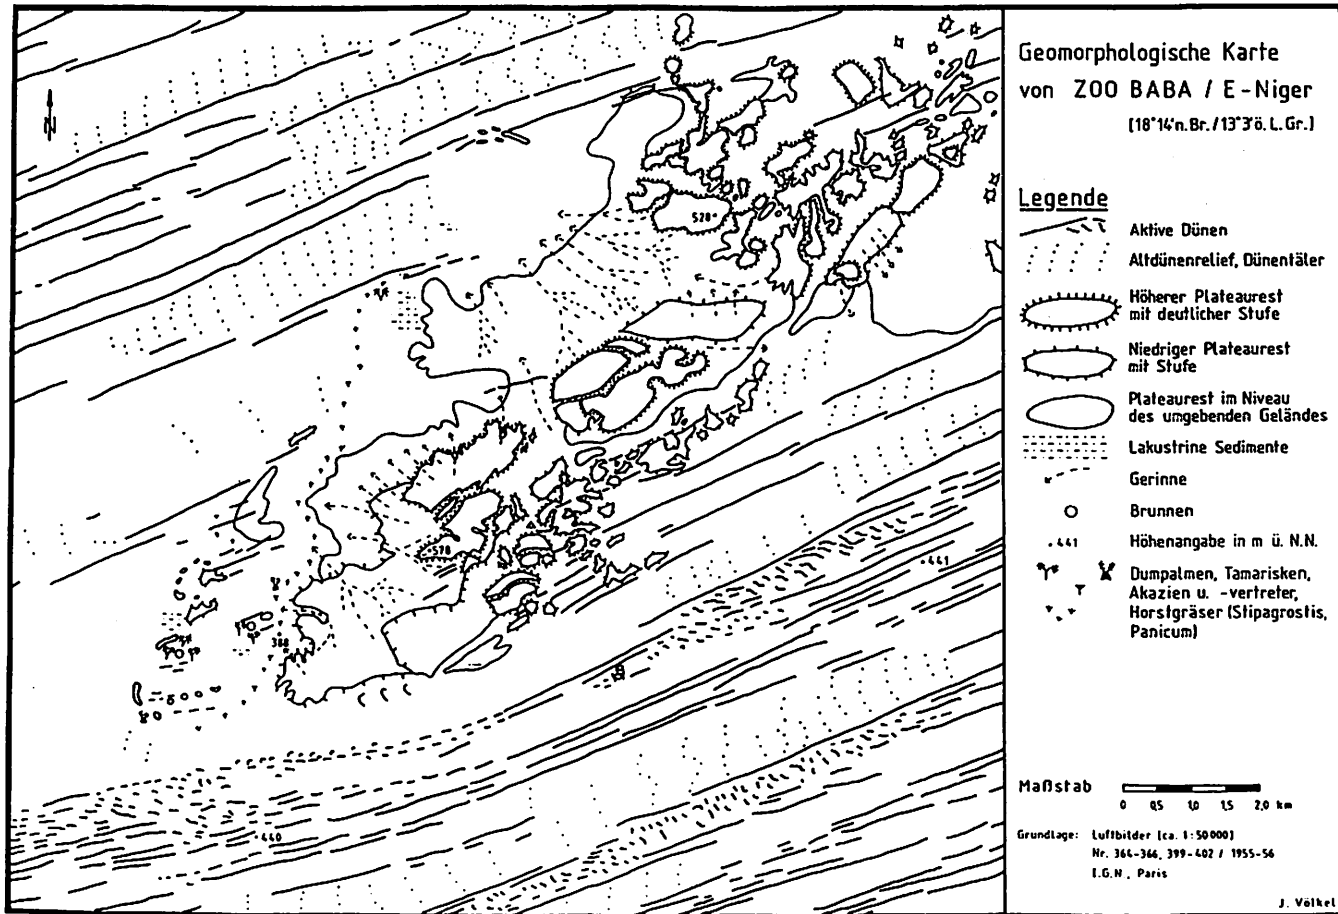 Geomorphologische Karte
von ZOO BABA / E-Niger
(18°14'n.Br./13°3'ö.L.Gr.)
Legende
Aktive Dünen
Altdünenrelief, Dünentäler
Höherer Plateaurest
mit deutlicher Stufe
Niedriger Plateaurest
mit Stufe
Plateaurest im Niveau
des umgebenden Geländes
Lakustrine Sedimente
Gerinne
Brunnen
441 Höhenangabe in m ü. N.N.
Dumpalmen, Tamarisken,
Akazien u. -vertreter,
Horstgräser (Stipagrostis,
Panicum)
Maßstab
0 0,5 1,0 1,5 2,0 km
Grundlage: Luftbilder (ca. 1:50000)
Nr. 364-366, 399-402 / 1955-56
I.G.N., Paris
J. Völkel
N
528
578
441
388
440